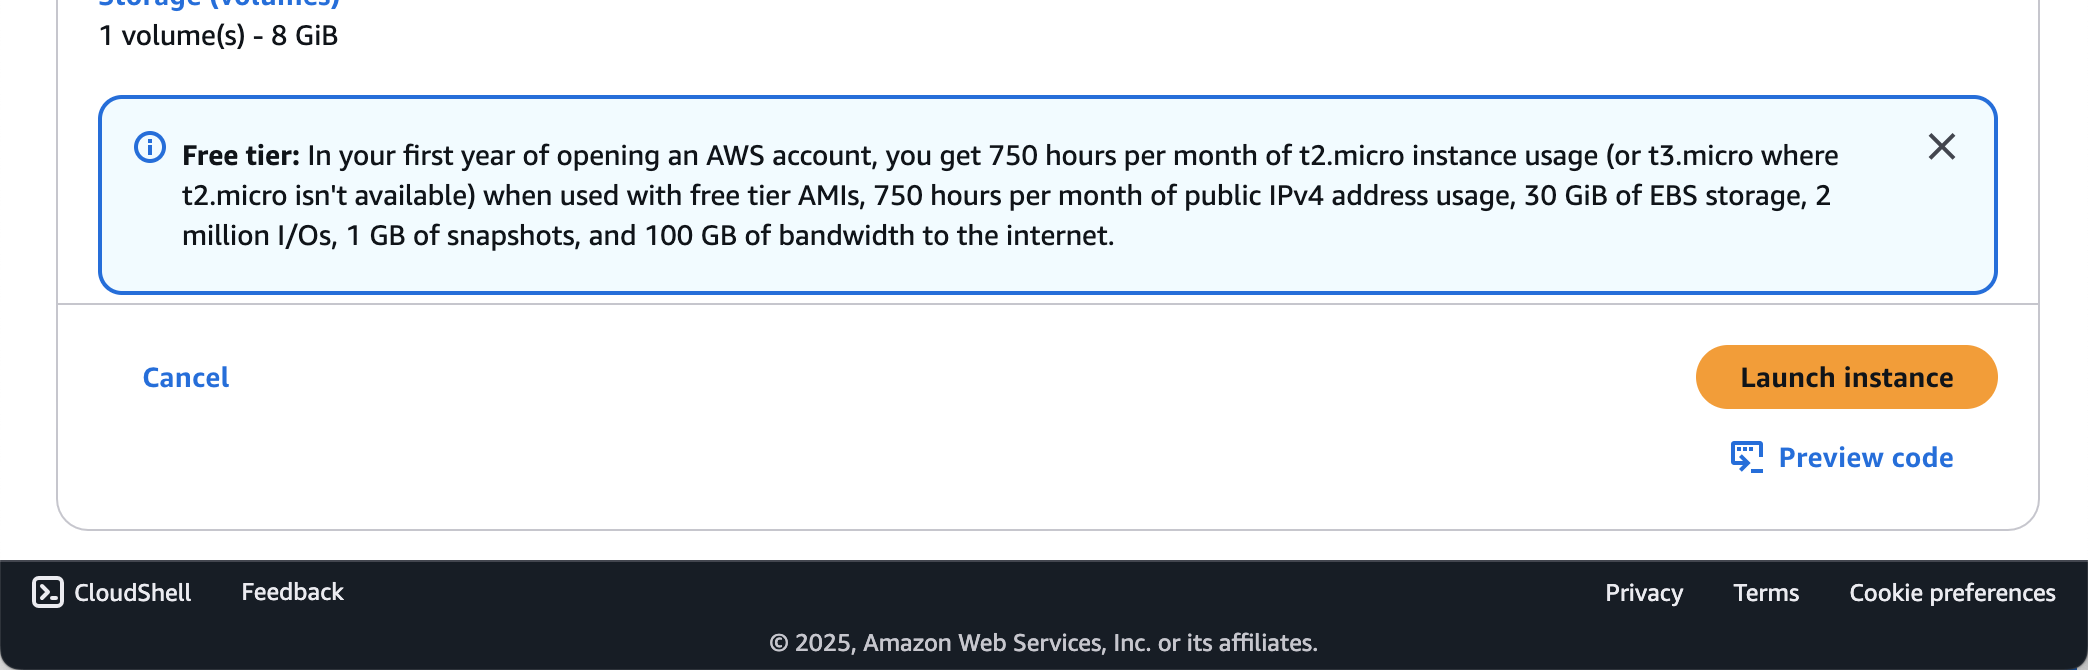 Storage (volumes)
1 volume(s) - 8 GiB
Free tier: In your first year of opening an AWS account, you get 750 hours per month of t2.micro instance usage (or t3.micro where
t2.micro isn't available) when used with free tier AMIs, 750 hours per month of public IPv4 address usage, 30 GiB of EBS storage, 2
million I/Os, 1 GB of snapshots, and 100 GB of bandwidth to the internet.
Cancel
Launch instance
Preview code
CloudShell
Feedback
Privacy
Terms
Cookie preferences
© 2025, Amazon Web Services, Inc. or its affiliates.